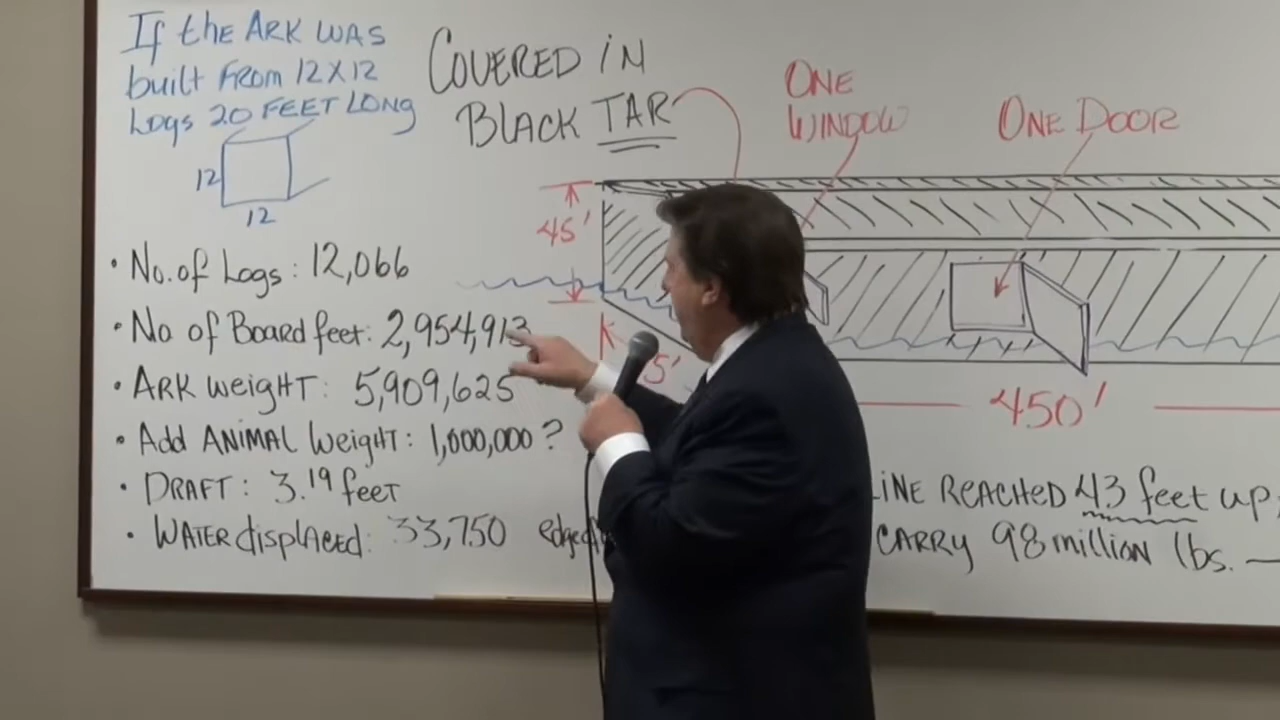 If the ARK WAS
built FROM 12X12
Logs 20 FEET LONG
12
12
COVERED iN
BLACK TAR
ONE
WINDOW
ONE DOOR
45'
5'
450'
• No. of Logs: 12,066
• No of Board feet: 2,954,913
• ARK weight: 5,909,625
• Add ANIMAL Weight: 1,000,000?
• DRAFT: 3.19 feet
• WATER displaced: 33,750
LINE REACHED 43 feet up,
CARRY 98 million lbs. —